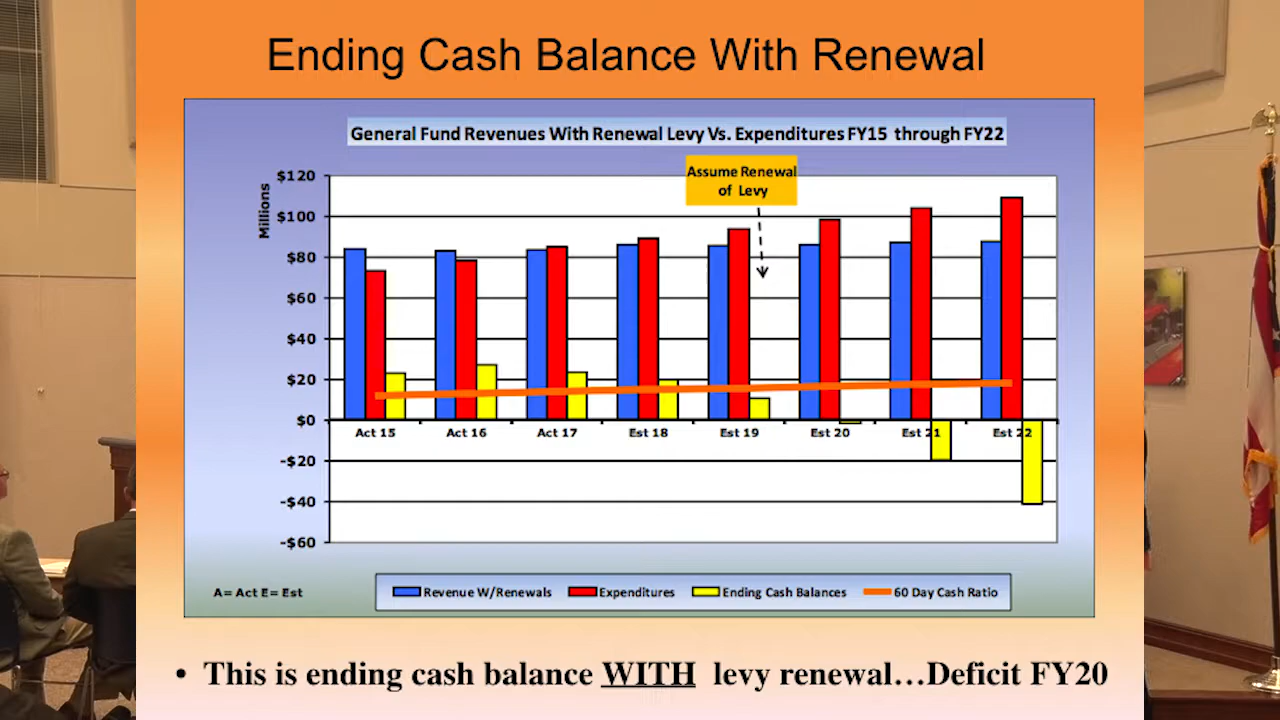 Ending Cash Balance With Renewal
General Fund Revenues With Renewal Levy Vs. Expenditures FY15 through FY22
Assume Renewal
of Levy
Millions
$120
$100
$80
$60
$40
$20
$0
-$20
-$40
-$60
Act 15 Act 16 Act 17 Est 18 Est 19 Est 20 Est 21 Est 22
A= Act E= Est
Revenue W/Renewals Expenditures Ending Cash Balances 60 Day Cash Ratio
• This is ending cash balance WITH levy renewal…Deficit FY20